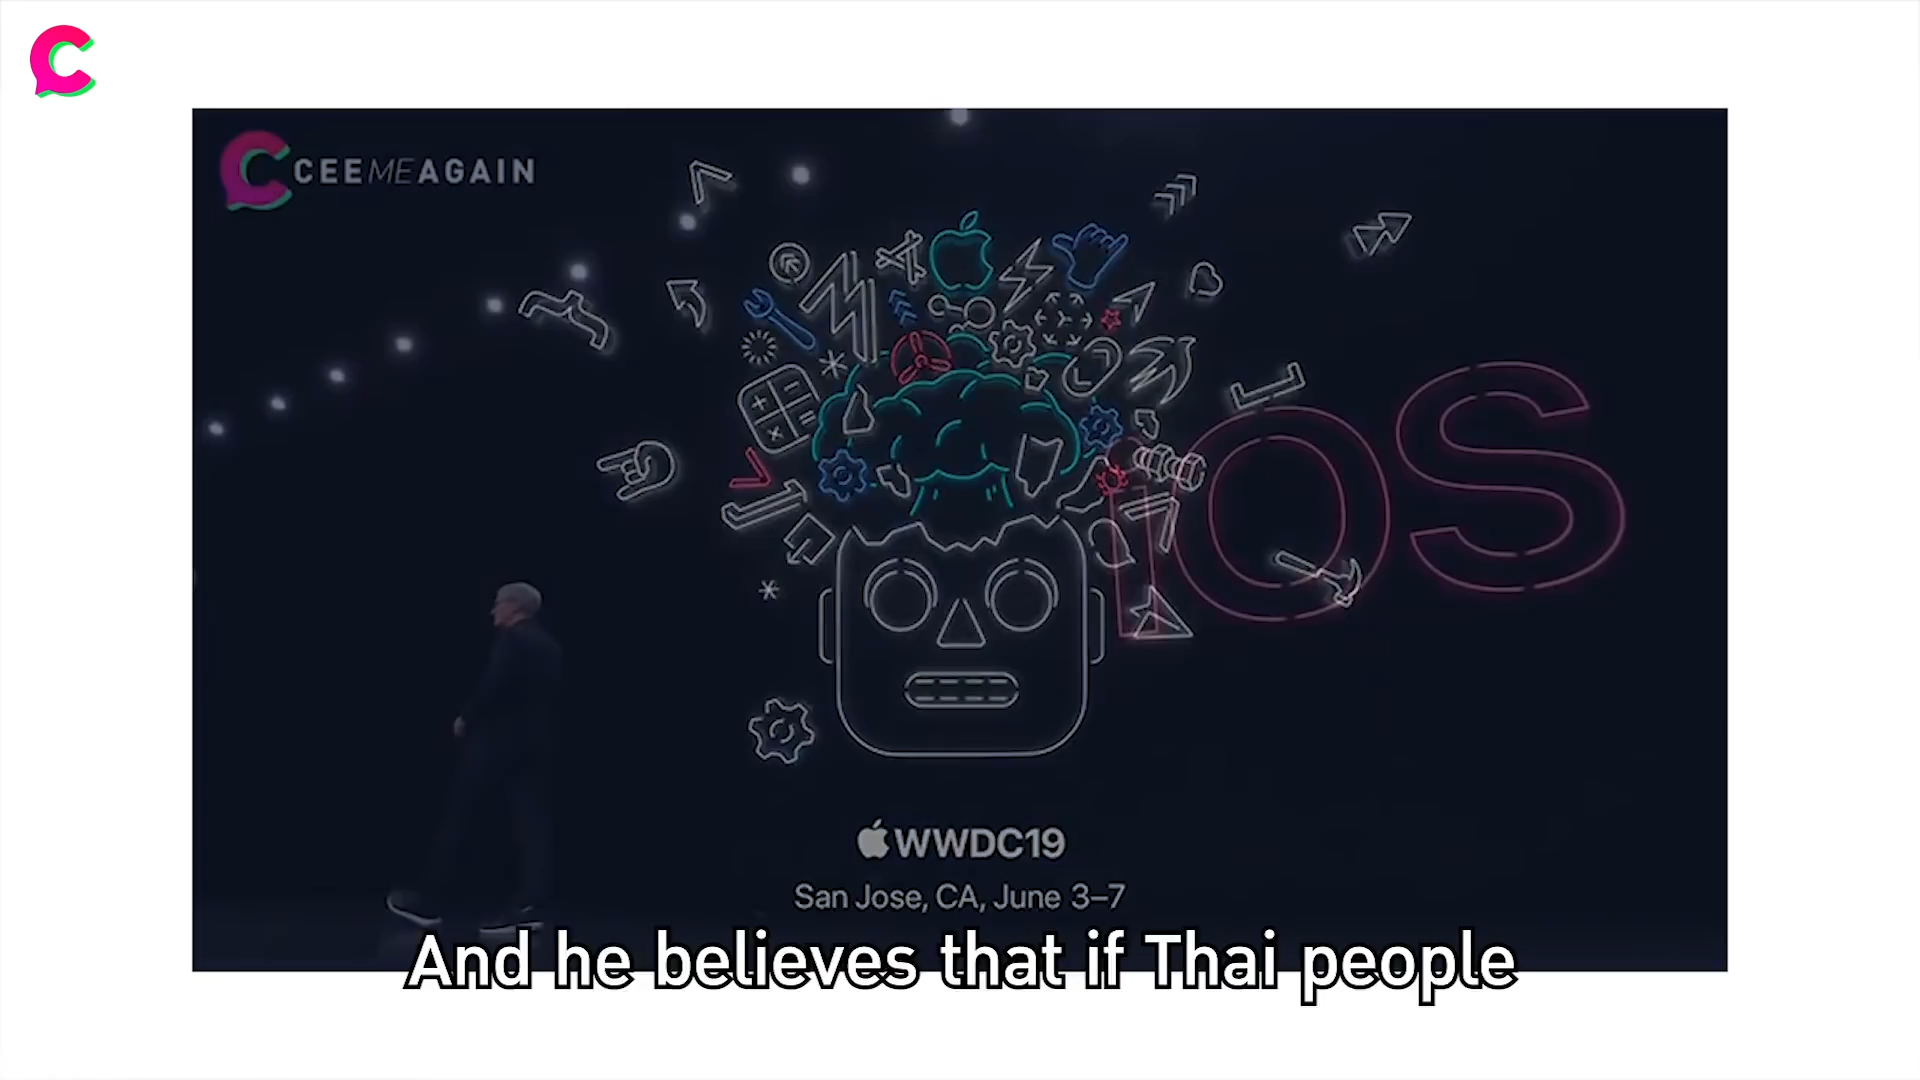 C
CEEMEAGAIN
iOS
WWDC19
San Jose, CA, June 3–7
And he believes that if Thai people